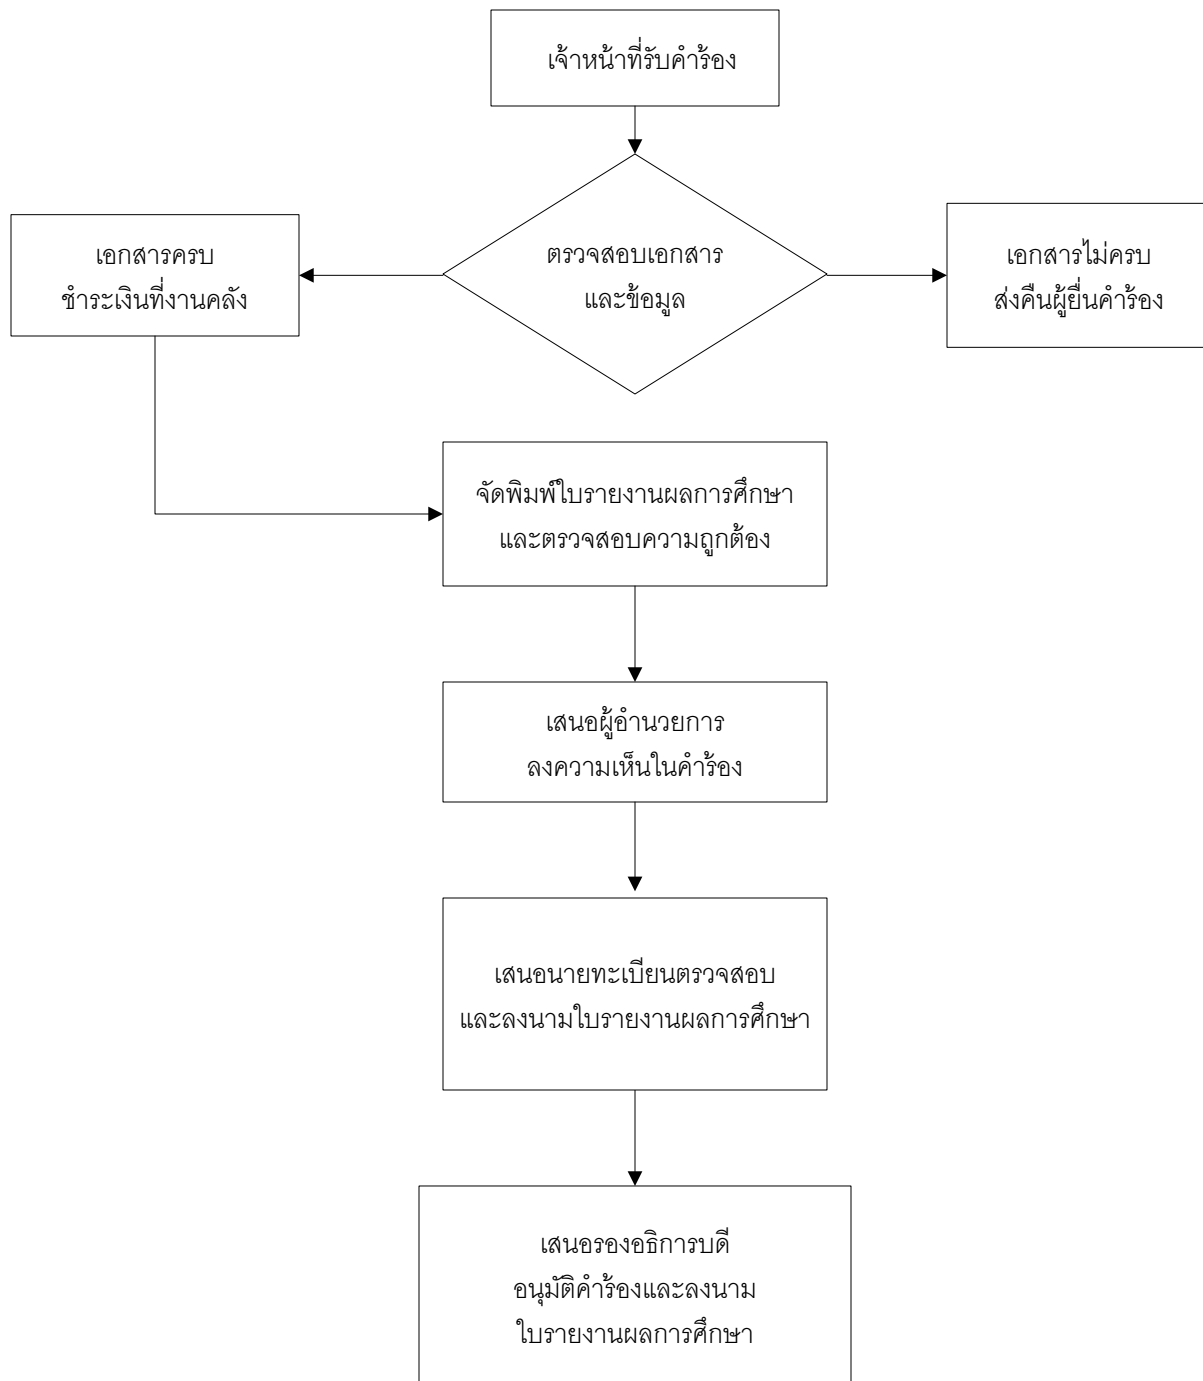 เจ้าหน้าที่รับคำร้อง
ตรวจสอบเอกสาร
และข้อมูล
เอกสารครบ
ชำระเงินที่งานคลัง
เอกสารไม่ครบ
ส่งคืนผู้ยื่นคำร้อง
จัดพิมพ์ใบรายงานผลการศึกษา
และตรวจสอบความถูกต้อง
เสนอผู้อำนวยการ
ลงความเห็นในคำร้อง
เสนอนายทะเบียนตรวจสอบ
และลงนามใบรายงานผลการศึกษา
เสนอรองอธิการบดี
อนุมัติคำร้องและลงนาม
ใบรายงานผลการศึกษา